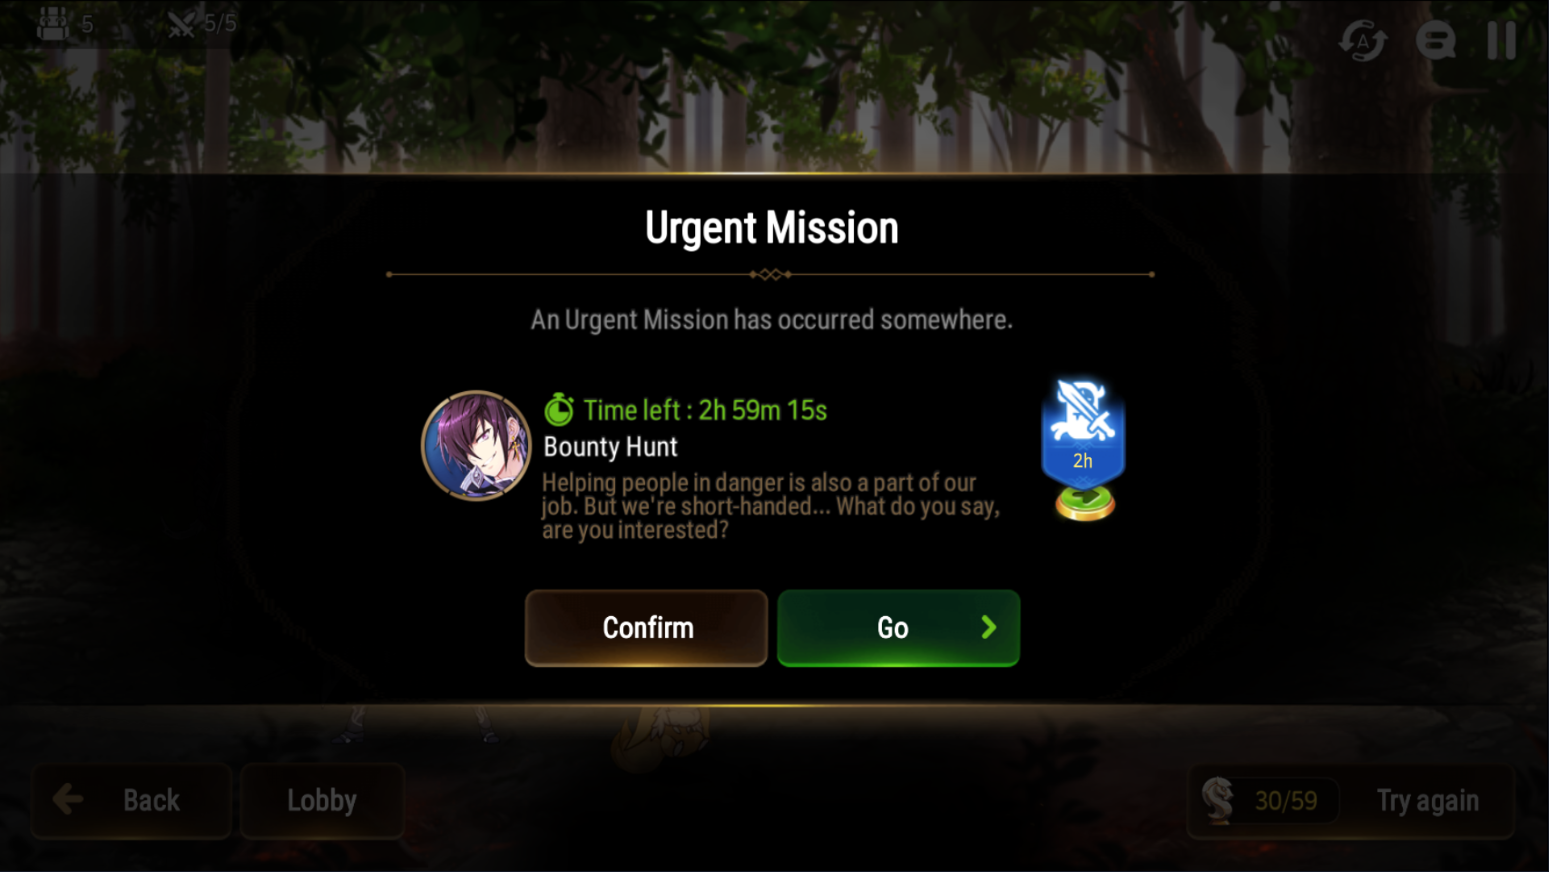 5 5/5
A
Urgent Mission
An Urgent Mission has occurred somewhere.
Time left : 2h 59m 15s
Bounty Hunt
Helping people in danger is also a part of our
job. But we're short-handed... What do you say,
are you interested?
2h
Confirm Go
Back Lobby 30/59 Try again